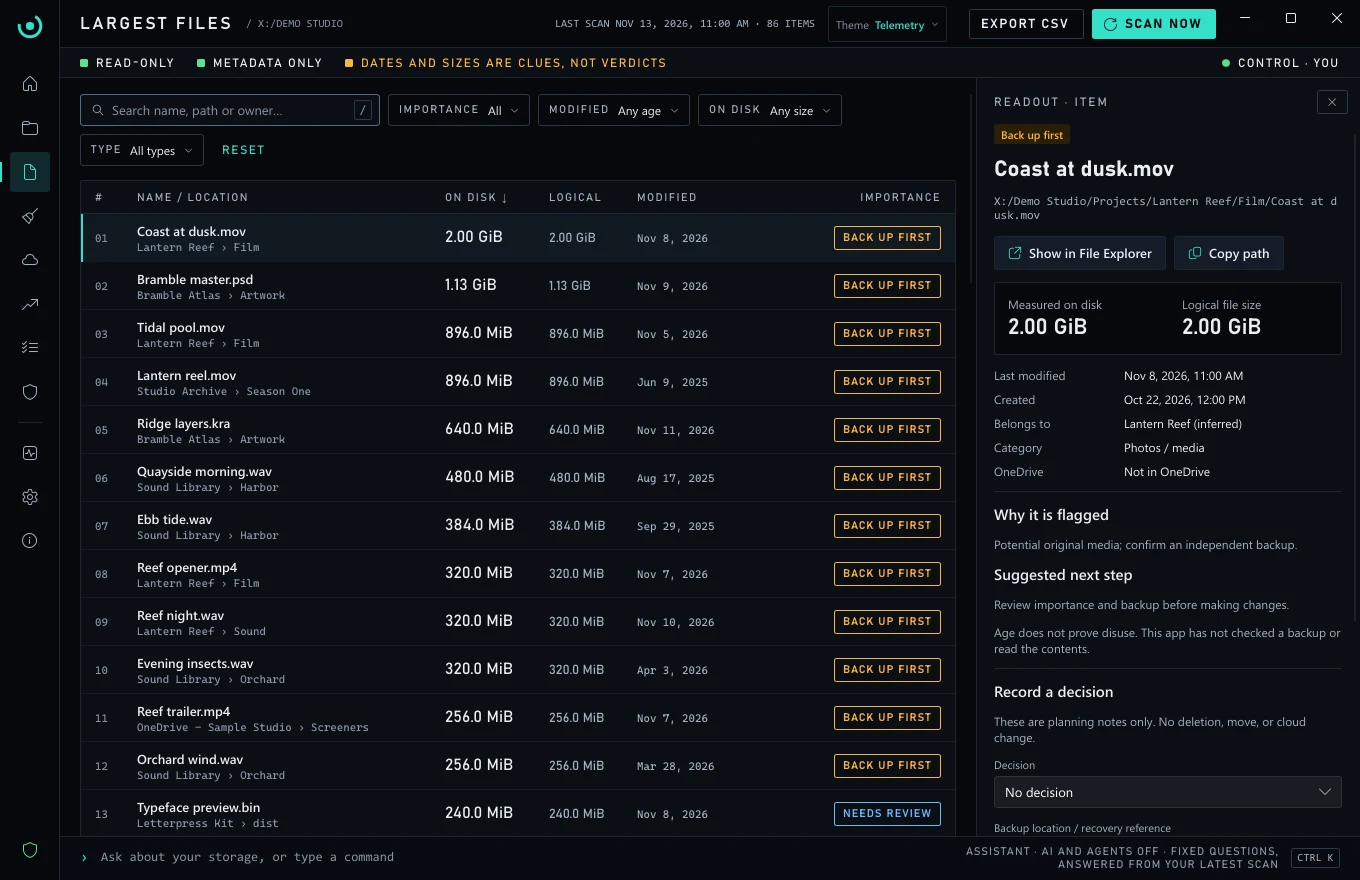 LARGEST FILES / X:/DEMO STUDIO
LAST SCAN NOV 13, 2026, 11:00 AM · 86 ITEMS
Theme Telemetry
EXPORT CSV
SCAN NOW
READ-ONLY METADATA ONLY DATES AND SIZES ARE CLUES, NOT VERDICTS
CONTROL · YOU
Search name, path or owner... /
IMPORTANCE All
MODIFIED Any age
ON DISK Any size
TYPE All types
RESET
# NAME / LOCATION ON DISK ↓ LOGICAL MODIFIED IMPORTANCE
01 Coast at dusk.mov 2.00 GiB 2.00 GiB Nov 8, 2026 BACK UP FIRST
Lantern Reef › Film
02 Bramble master.psd 1.13 GiB 1.13 GiB Nov 9, 2026 BACK UP FIRST
Bramble Atlas › Artwork
03 Tidal pool.mov 896.0 MiB 896.0 MiB Nov 5, 2026 BACK UP FIRST
Lantern Reef › Film
04 Lantern reel.mov 896.0 MiB 896.0 MiB Jun 9, 2025 BACK UP FIRST
Studio Archive › Season One
05 Ridge layers.kra 640.0 MiB 640.0 MiB Nov 11, 2026 BACK UP FIRST
Bramble Atlas › Artwork
06 Quayside morning.wav 480.0 MiB 480.0 MiB Aug 17, 2025 BACK UP FIRST
Sound Library › Harbor
07 Ebb tide.wav 384.0 MiB 384.0 MiB Sep 29, 2025 BACK UP FIRST
Sound Library › Harbor
08 Reef opener.mp4 320.0 MiB 320.0 MiB Nov 7, 2026 BACK UP FIRST
Lantern Reef › Film
09 Reef night.wav 320.0 MiB 320.0 MiB Nov 10, 2026 BACK UP FIRST
Lantern Reef › Sound
10 Evening insects.wav 320.0 MiB 320.0 MiB Apr 3, 2026 BACK UP FIRST
Sound Library › Orchard
11 Reef trailer.mp4 256.0 MiB 256.0 MiB Nov 7, 2026 BACK UP FIRST
OneDrive – Sample Studio › Screeners
12 Orchard wind.wav 256.0 MiB 256.0 MiB Mar 28, 2026 BACK UP FIRST
Sound Library › Orchard
13 Typeface preview.bin 240.0 MiB 240.0 MiB Nov 8, 2026 NEEDS REVIEW
Letterpress Kit › dist
READOUT · ITEM
Back up first
Coast at dusk.mov
X:/Demo Studio/Projects/Lantern Reef/Film/Coast at d
usk.mov
Show in File Explorer
Copy path
Measured on disk Logical file size
2.00 GiB 2.00 GiB
Last modified Nov 8, 2026, 11:00 AM
Created Oct 22, 2026, 12:00 PM
Belongs to Lantern Reef (inferred)
Category Photos / media
OneDrive Not in OneDrive
Why it is flagged
Potential original media; confirm an independent backup.
Suggested next step
Review importance and backup before making changes.
Age does not prove disuse. This app has not checked a backup or
read the contents.
Record a decision
These are planning notes only. No deletion, move, or cloud
change.
Decision
No decision
Backup location / recovery reference
› Ask about your storage, or type a command
ASSISTANT · AI AND AGENTS OFF · FIXED QUESTIONS,
ANSWERED FROM YOUR LATEST SCAN
CTRL K